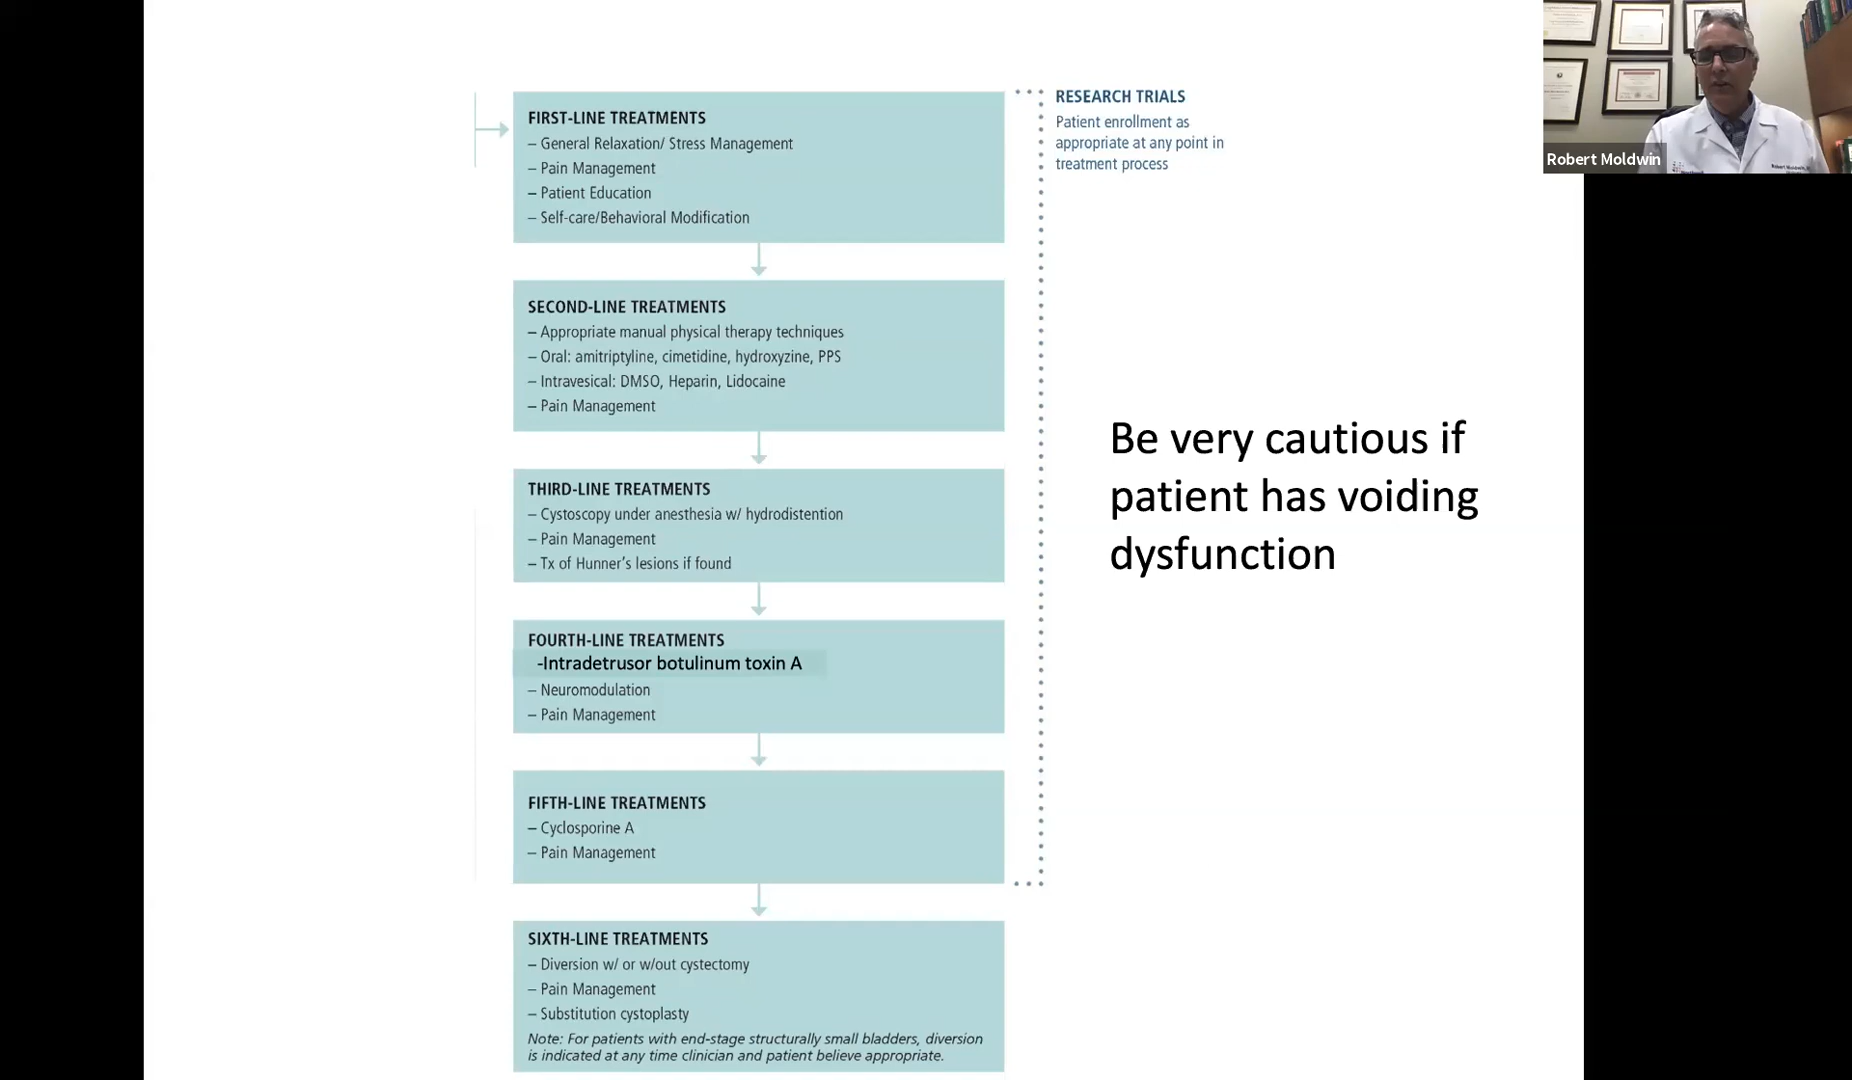 FIRST-LINE TREATMENTS
– General Relaxation/ Stress Management
– Pain Management
– Patient Education
– Self-care/Behavioral Modification
RESEARCH TRIALS
Patient enrollment as
appropriate at any point in
treatment process
Robert Moldwin
SECOND-LINE TREATMENTS
– Appropriate manual physical therapy techniques
– Oral: amitriptyline, cimetidine, hydroxyzine, PPS
– Intravesical: DMSO, Heparin, Lidocaine
– Pain Management
THIRD-LINE TREATMENTS
– Cystoscopy under anesthesia w/ hydrodistention
– Pain Management
– Tx of Hunner's lesions if found
Be very cautious if
patient has voiding
dysfunction
FOURTH-LINE TREATMENTS
-Intradetrusor botulinum toxin A
– Neuromodulation
– Pain Management
FIFTH-LINE TREATMENTS
– Cyclosporine A
– Pain Management
SIXTH-LINE TREATMENTS
– Diversion w/ or w/out cystectomy
– Pain Management
– Substitution cystoplasty
Note: For patients with end-stage structurally small bladders, diversion
is indicated at any time clinician and patient believe appropriate.